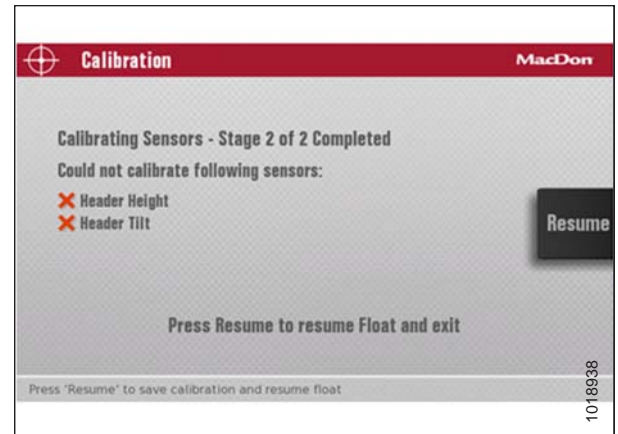 Calibration
MacDon
Calibrating Sensors - Stage 2 of 2 Completed
Could not calibrate following sensors:
Header Height
Header Tilt
Resume
Press Resume to resume Float and exit
Press 'Resume' to save calibration and resume float
1018938